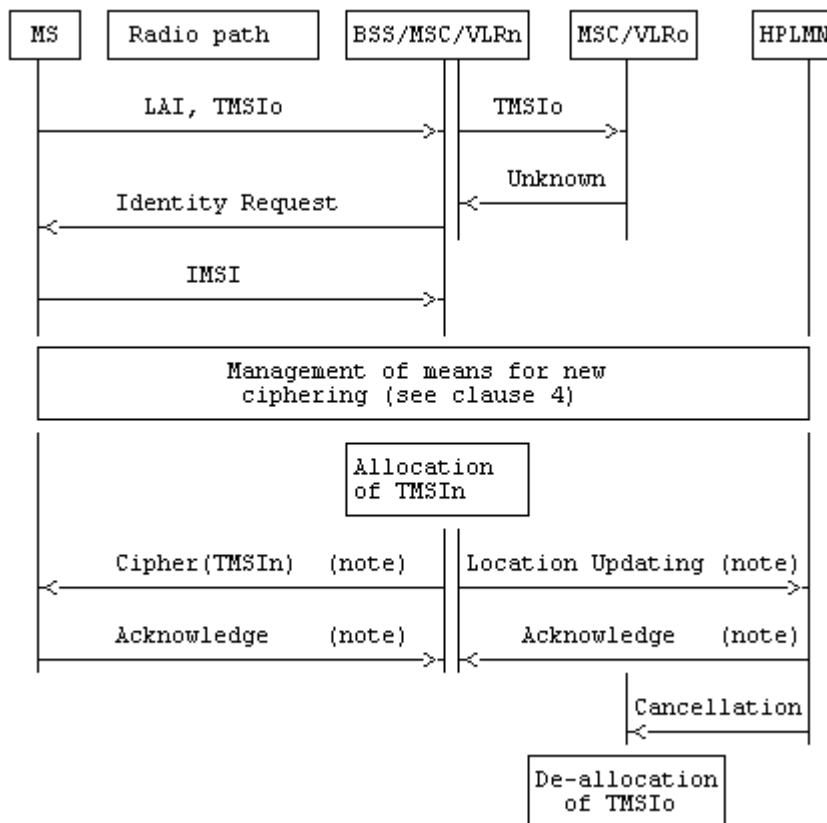 MS
Radio path
BSS/MSC/VLRn
MSC/VLRo
HPLMN
LAI, TMSIo
TMSIo
Unknown
Identity Request
IMSI
Management of means for new
ciphering (see clause 4)
Allocation
of TMSIn
Cipher(TMSIn) (note)
Location Updating (note)
Acknowledge (note)
Acknowledge (note)
Cancellation
De-allocation
of TMSIo